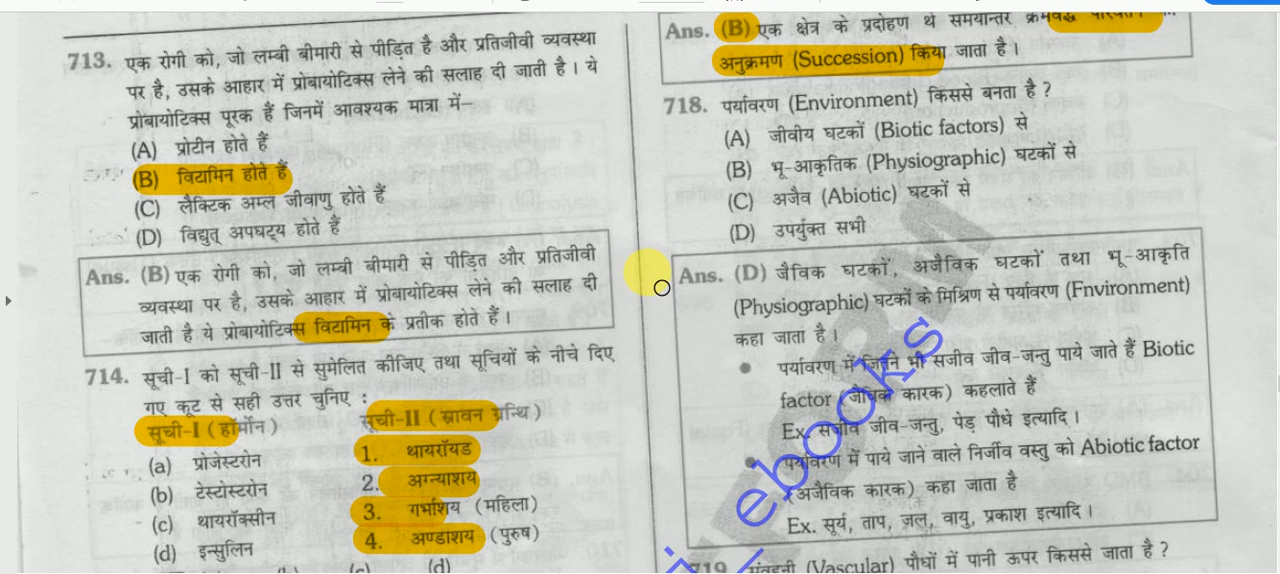 713. एक रोगी को, जो लम्बी बीमारी से पीड़ित है और प्रतिजीवी व्यवस्था
पर है, उसके आहार में प्रोबायोटिक्स लेने की सलाह दी जाती है। ये
प्रोबायोटिक्स पूरक हैं जिनमें आवश्यक मात्रा में–
(A) प्रोटीन होते हैं
(B) विटामिन होते हैं
(C) लैक्टिक अम्ल जीवाणु होते हैं
(D) विद्युत् अपघट्य होते हैं
Ans. (B) एक रोगी को, जो लम्बी बीमारी से पीड़ित और प्रतिजीवी
व्यवस्था पर है, उसके आहार में प्रोबायोटिक्स लेने की सलाह दी
जाती है ये प्रोबायोटिक्स विटामिन के प्रतीक होते हैं।
714. सूची-I को सूची-II से सुमेलित कीजिए तथा सूचियों के नीचे दिए
गए कूट से सही उत्तर चुनिए :
सूची-I (हॉर्मोन) सूची-II (स्रावन ग्रन्थि)
(a) प्रोजेस्टरोन 1. थायरॉयड
(b) टेस्टोस्टरोन 2. अग्न्याशय
(c) थायरॉक्सीन 3. गर्भाशय (महिला)
(d) इन्सुलिन 4. अण्डाशय (पुरुष)
(b) (c) (d)
Ans. (B) एक क्षेत्र के प्रदोहण थे समयान्तर
अनुक्रमण (Succession) किया जाता है।
718. पर्यावरण (Environment) किससे बनता है ?
(A) जीवीय घटकों (Biotic factors) से
(B) भू-आकृतिक (Physiographic) घटकों से
(C) अजैव (Abiotic) घटकों से
(D) उपर्युक्त सभी
Ans. (D) जैविक घटकों, अजैविक घटकों तथा भू-आकृति
(Physiographic) घटकों के मिश्रिण से पर्यावरण (Fnvironment)
कहा जाता है।
• पर्यावरण में जितने भी सजीव जीव-जन्तु पाये जाते हैं Biotic
factor (जैविक कारक) कहलाते हैं
Ex. सजीव जीव-जन्तु, पेड़ पौधे इत्यादि।
• पर्यावरण में पाये जाने वाले निर्जीव वस्तु को Abiotic factor
(अजैविक कारक) कहा जाता है
Ex. सूर्य, ताप, जल, वायु, प्रकाश इत्यादि।
719. संवहनी (Vascular) पौधों में पानी ऊपर किससे जाता है ?
ebooks